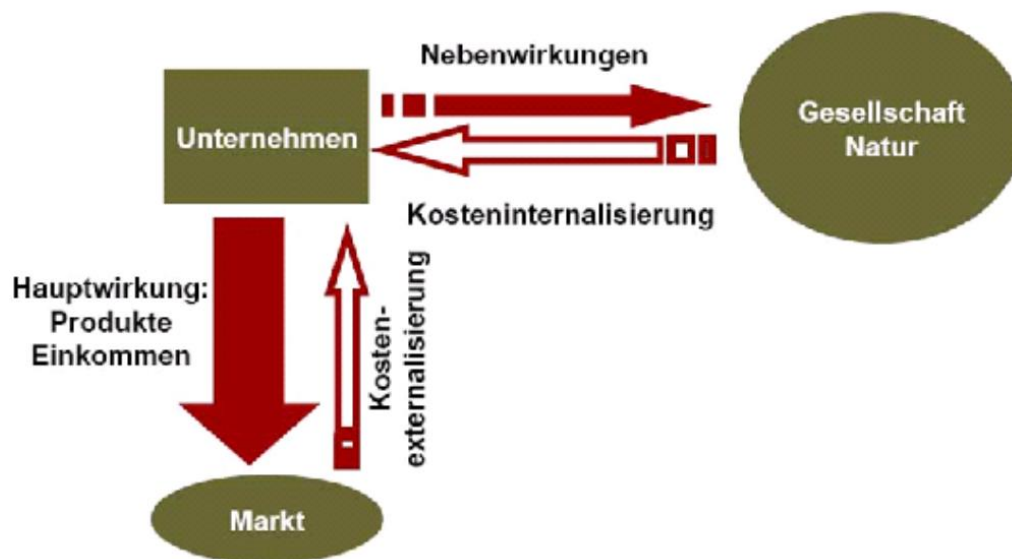 Nebenwirkungen
Unternehmen
Gesellschaft
Natur
Kosteninternalisierung
Hauptwirkung:
Produkte
Einkommen
Kosten-
externalisierung
Markt